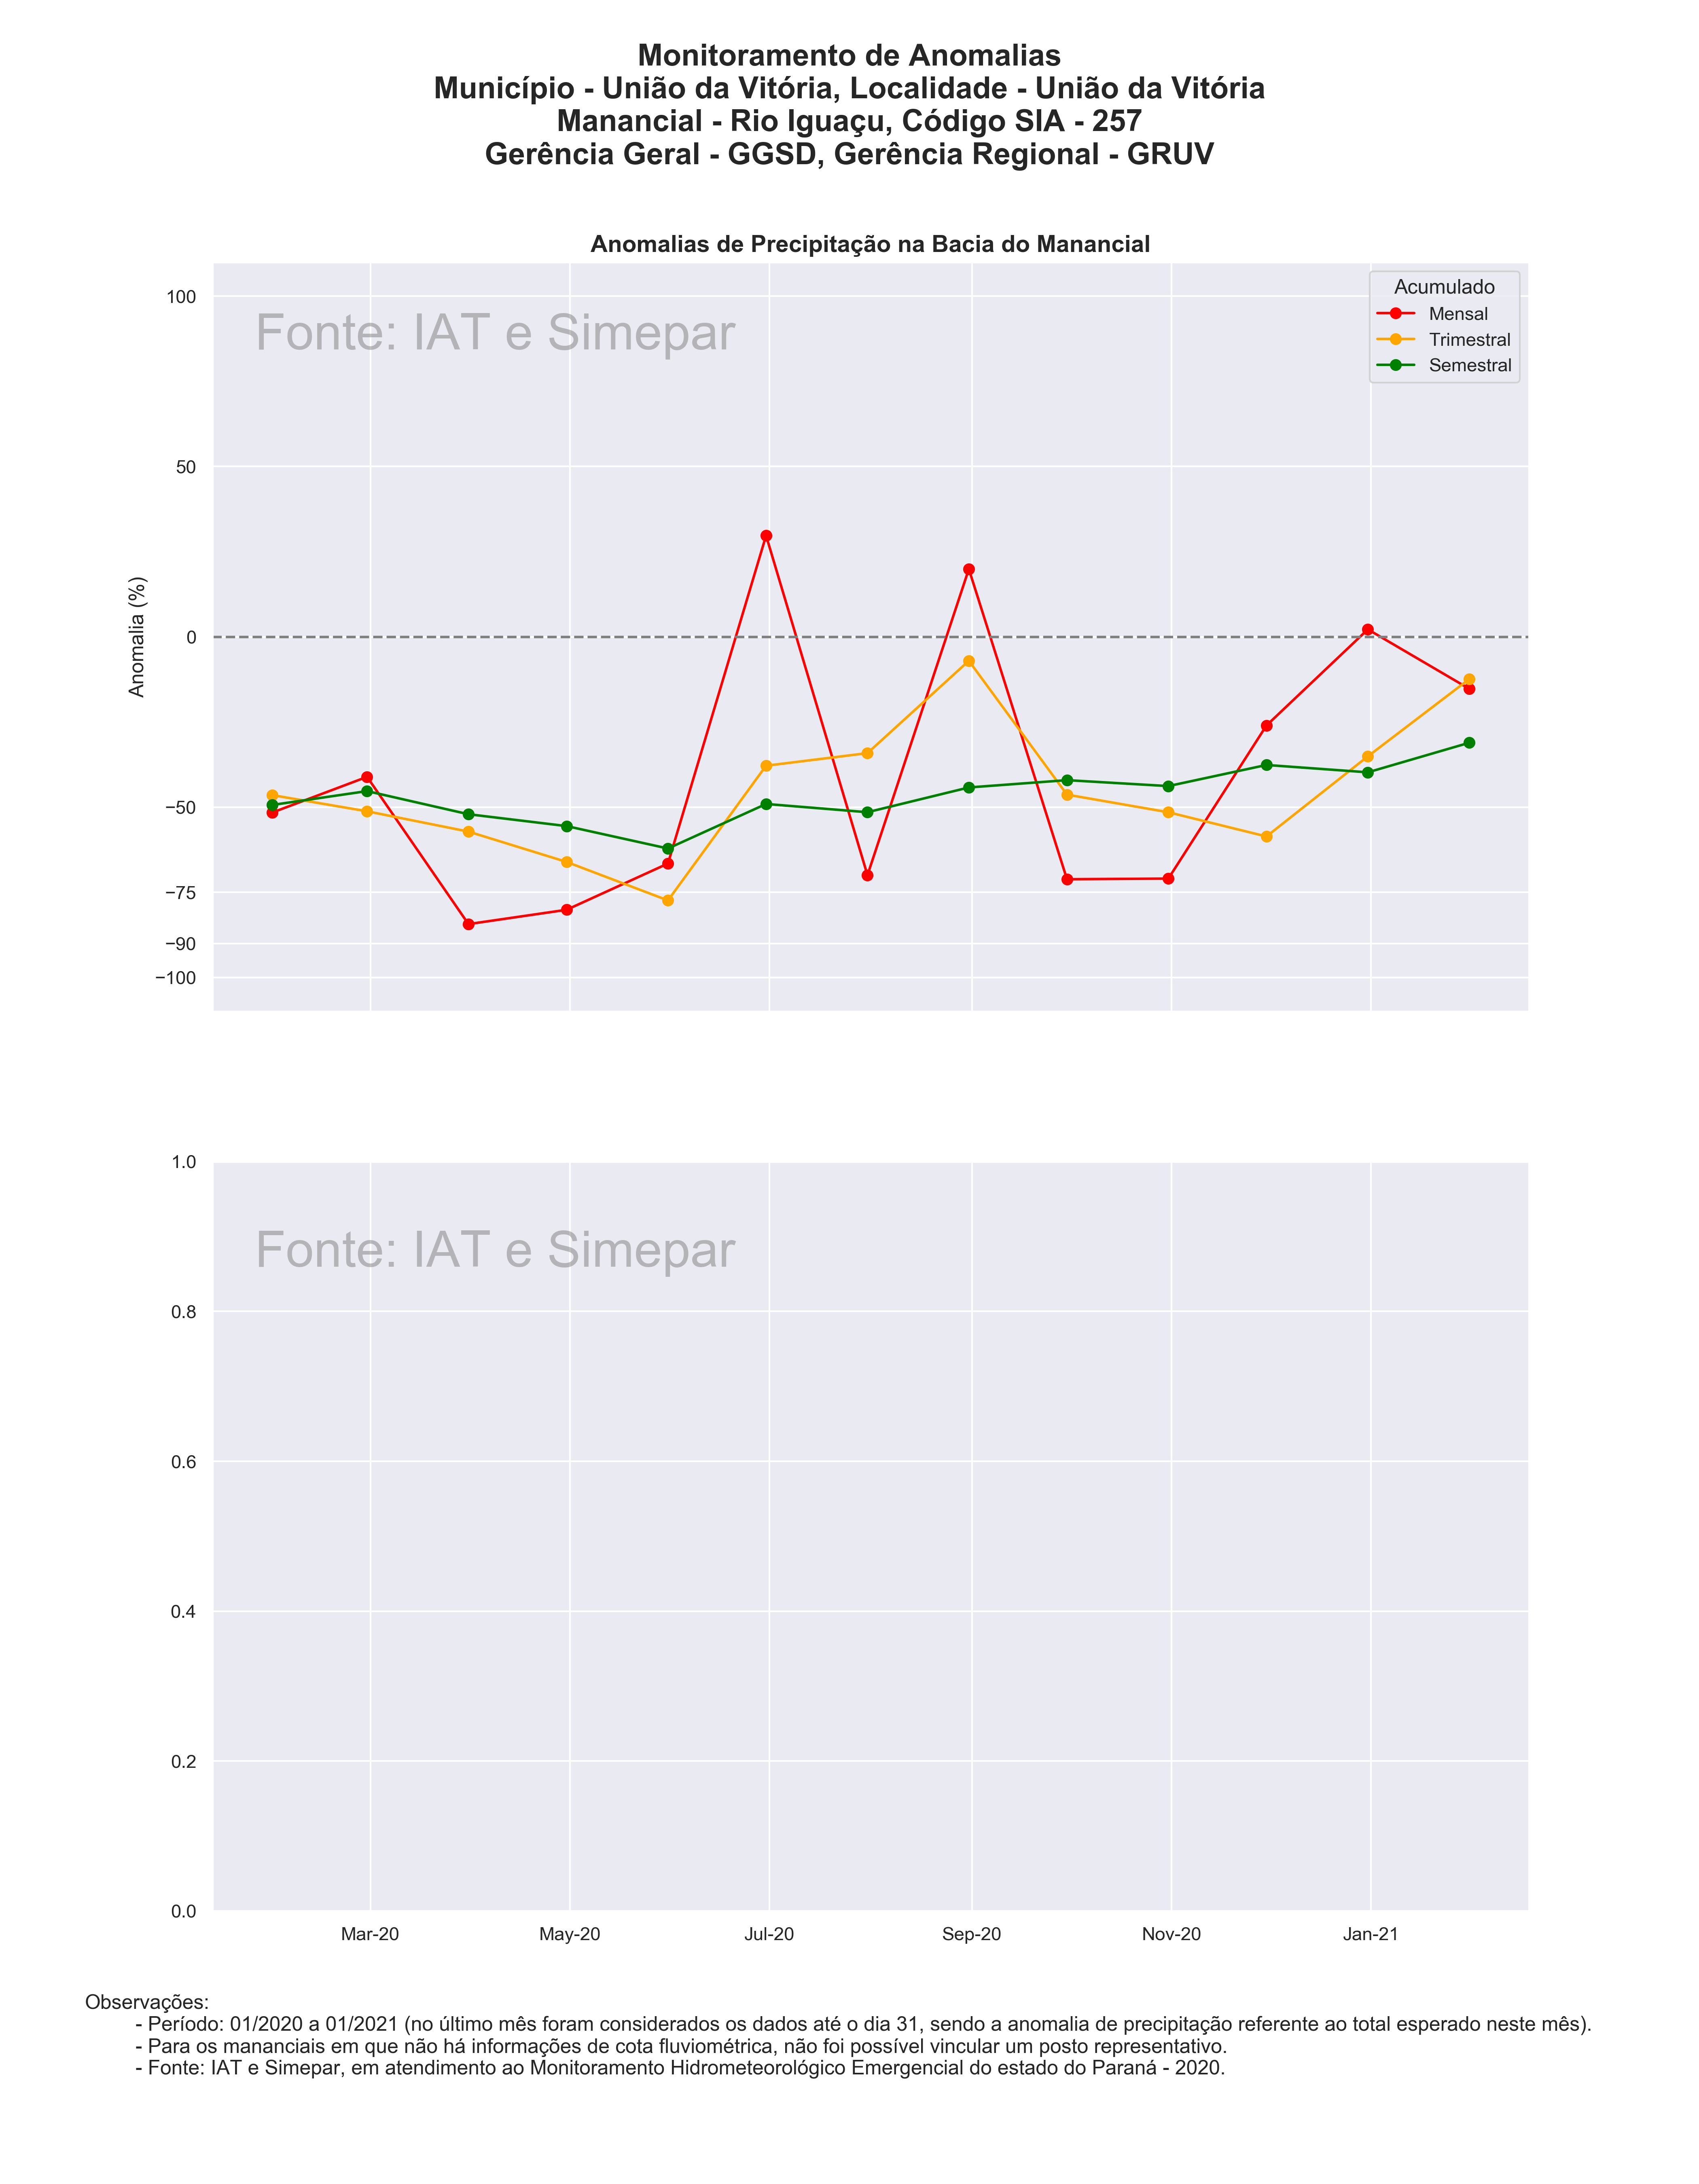 Monitoramento de Anomalias
Município - União da Vitória, Localidade - União da Vitória
Manancial - Rio Iguaçu, Código SIA - 257
Gerência Geral - GGSD, Gerência Regional - GRUV
Anomalias de Precipitação na Bacia do Manancial
Fonte: IAT e Simepar
Acumulado
Mensal
Trimestral
Semestral
Anomalia (%)
100
50
0
−50
−75
−90
−100
Fonte: IAT e Simepar
1.0
0.8
0.6
0.4
0.2
0.0
Mar-20 May-20 Jul-20 Sep-20 Nov-20 Jan-21
Observações:
- Período: 01/2020 a 01/2021 (no último mês foram considerados os dados até o dia 31, sendo a anomalia de precipitação referente ao total esperado neste mês).
- Para os mananciais em que não há informações de cota fluviométrica, não foi possível vincular um posto representativo.
- Fonte: IAT e Simepar, em atendimento ao Monitoramento Hidrometeorológico Emergencial do estado do Paraná - 2020.